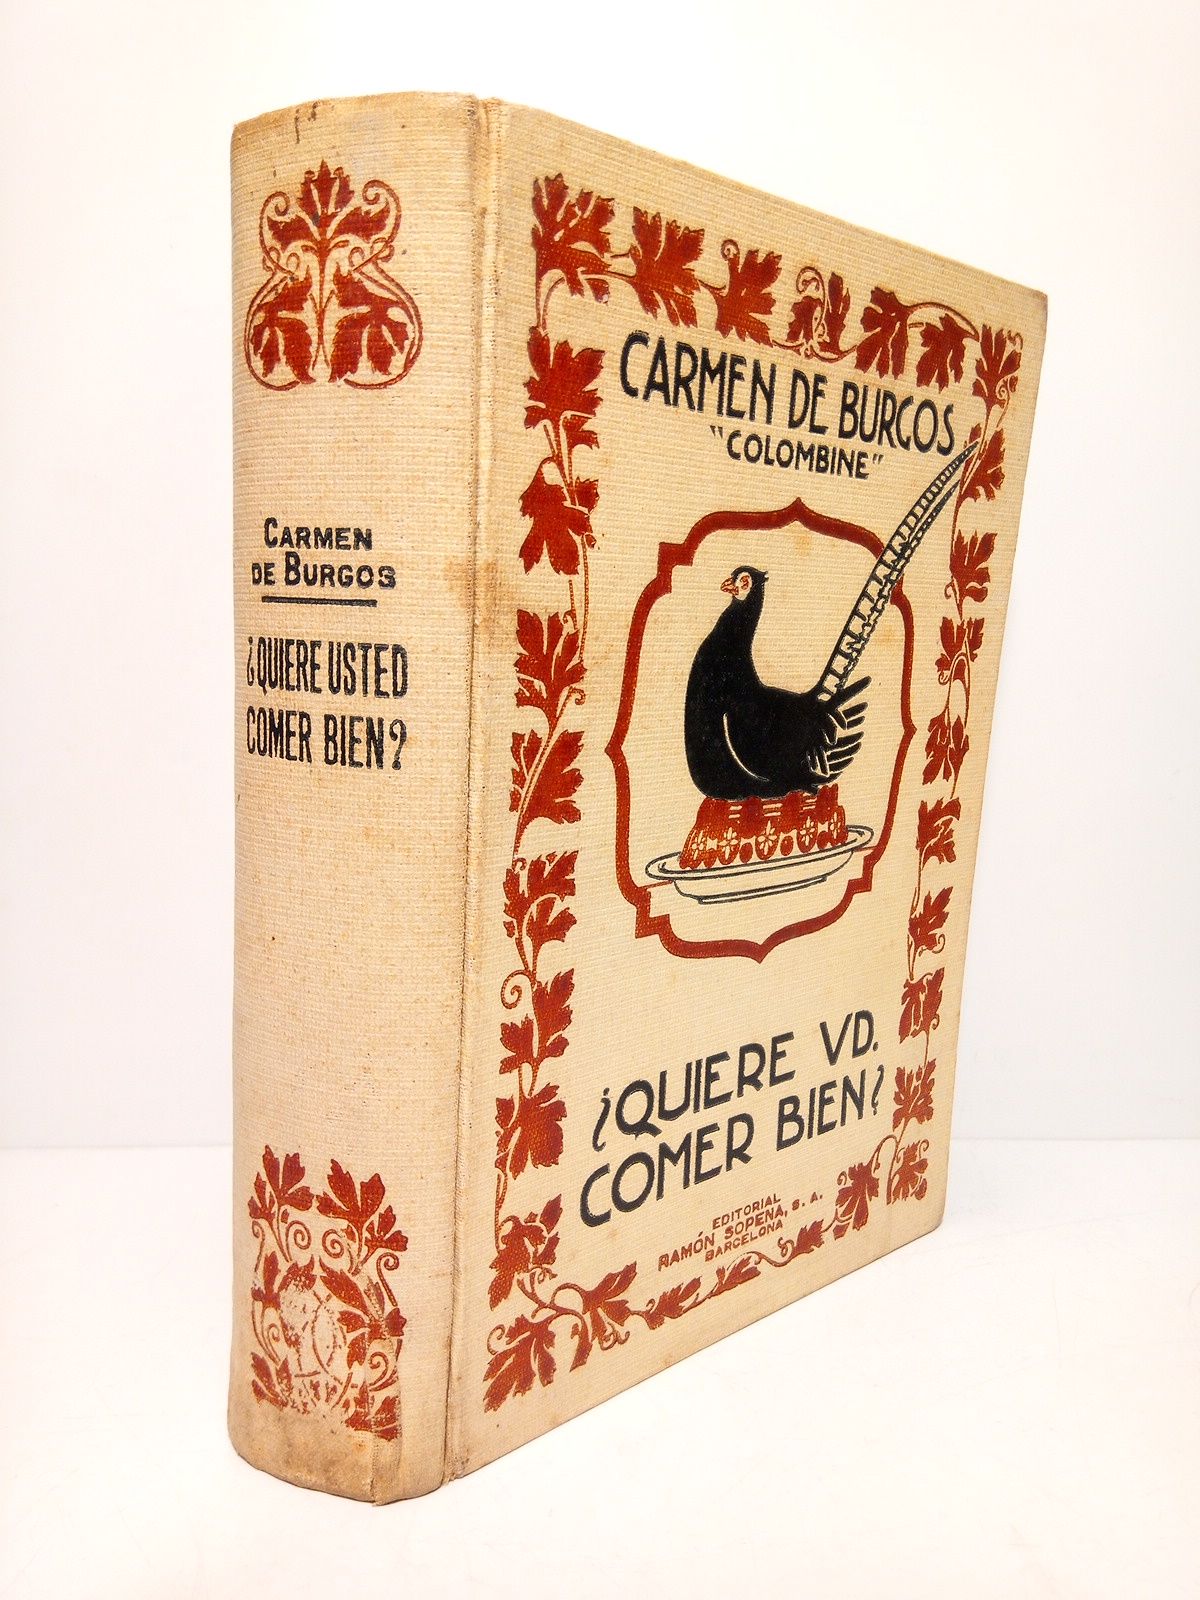 CARMEN
DE BURGOS
¿QUIERE USTED
COMER BIEN?
CARMEN DE BURGOS
"COLOMBINE"
¿QUIERE VD.
COMER BIEN?
EDITORIAL
RAMÓN SOPENA, S. A.
BARCELONA